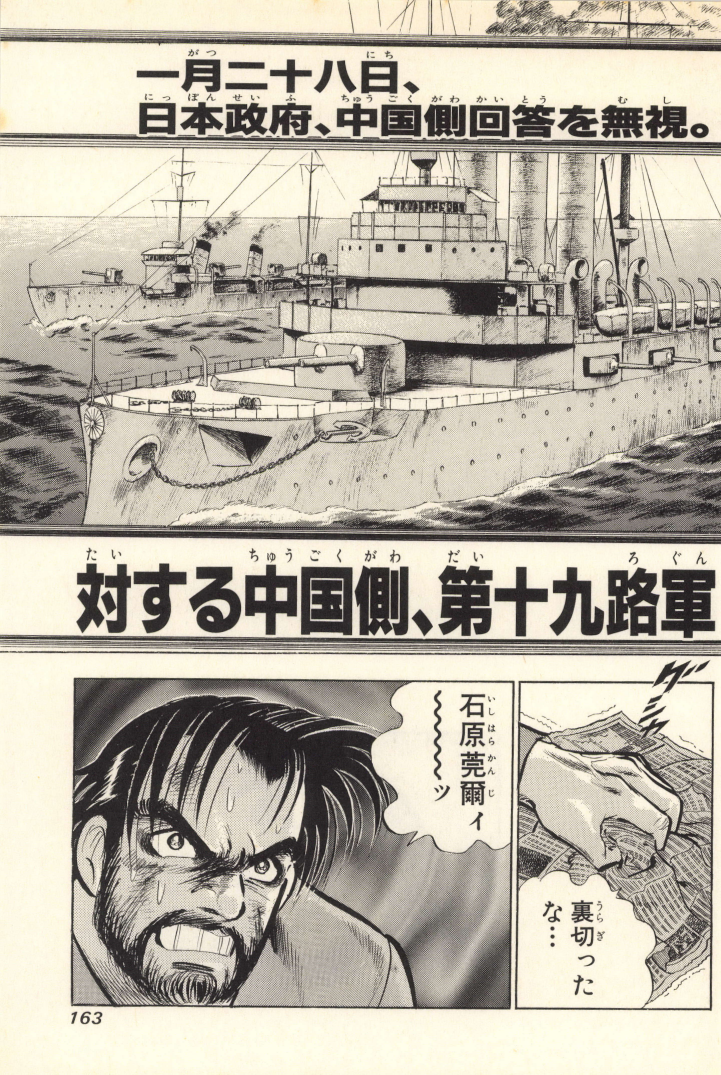 一月二十八日、
日本政府、中国側回答を無視。
対する中国側、第十九路軍
グミ…
裏切った
な…
石原莞爾ィ
〜〜〜〜ッ
163